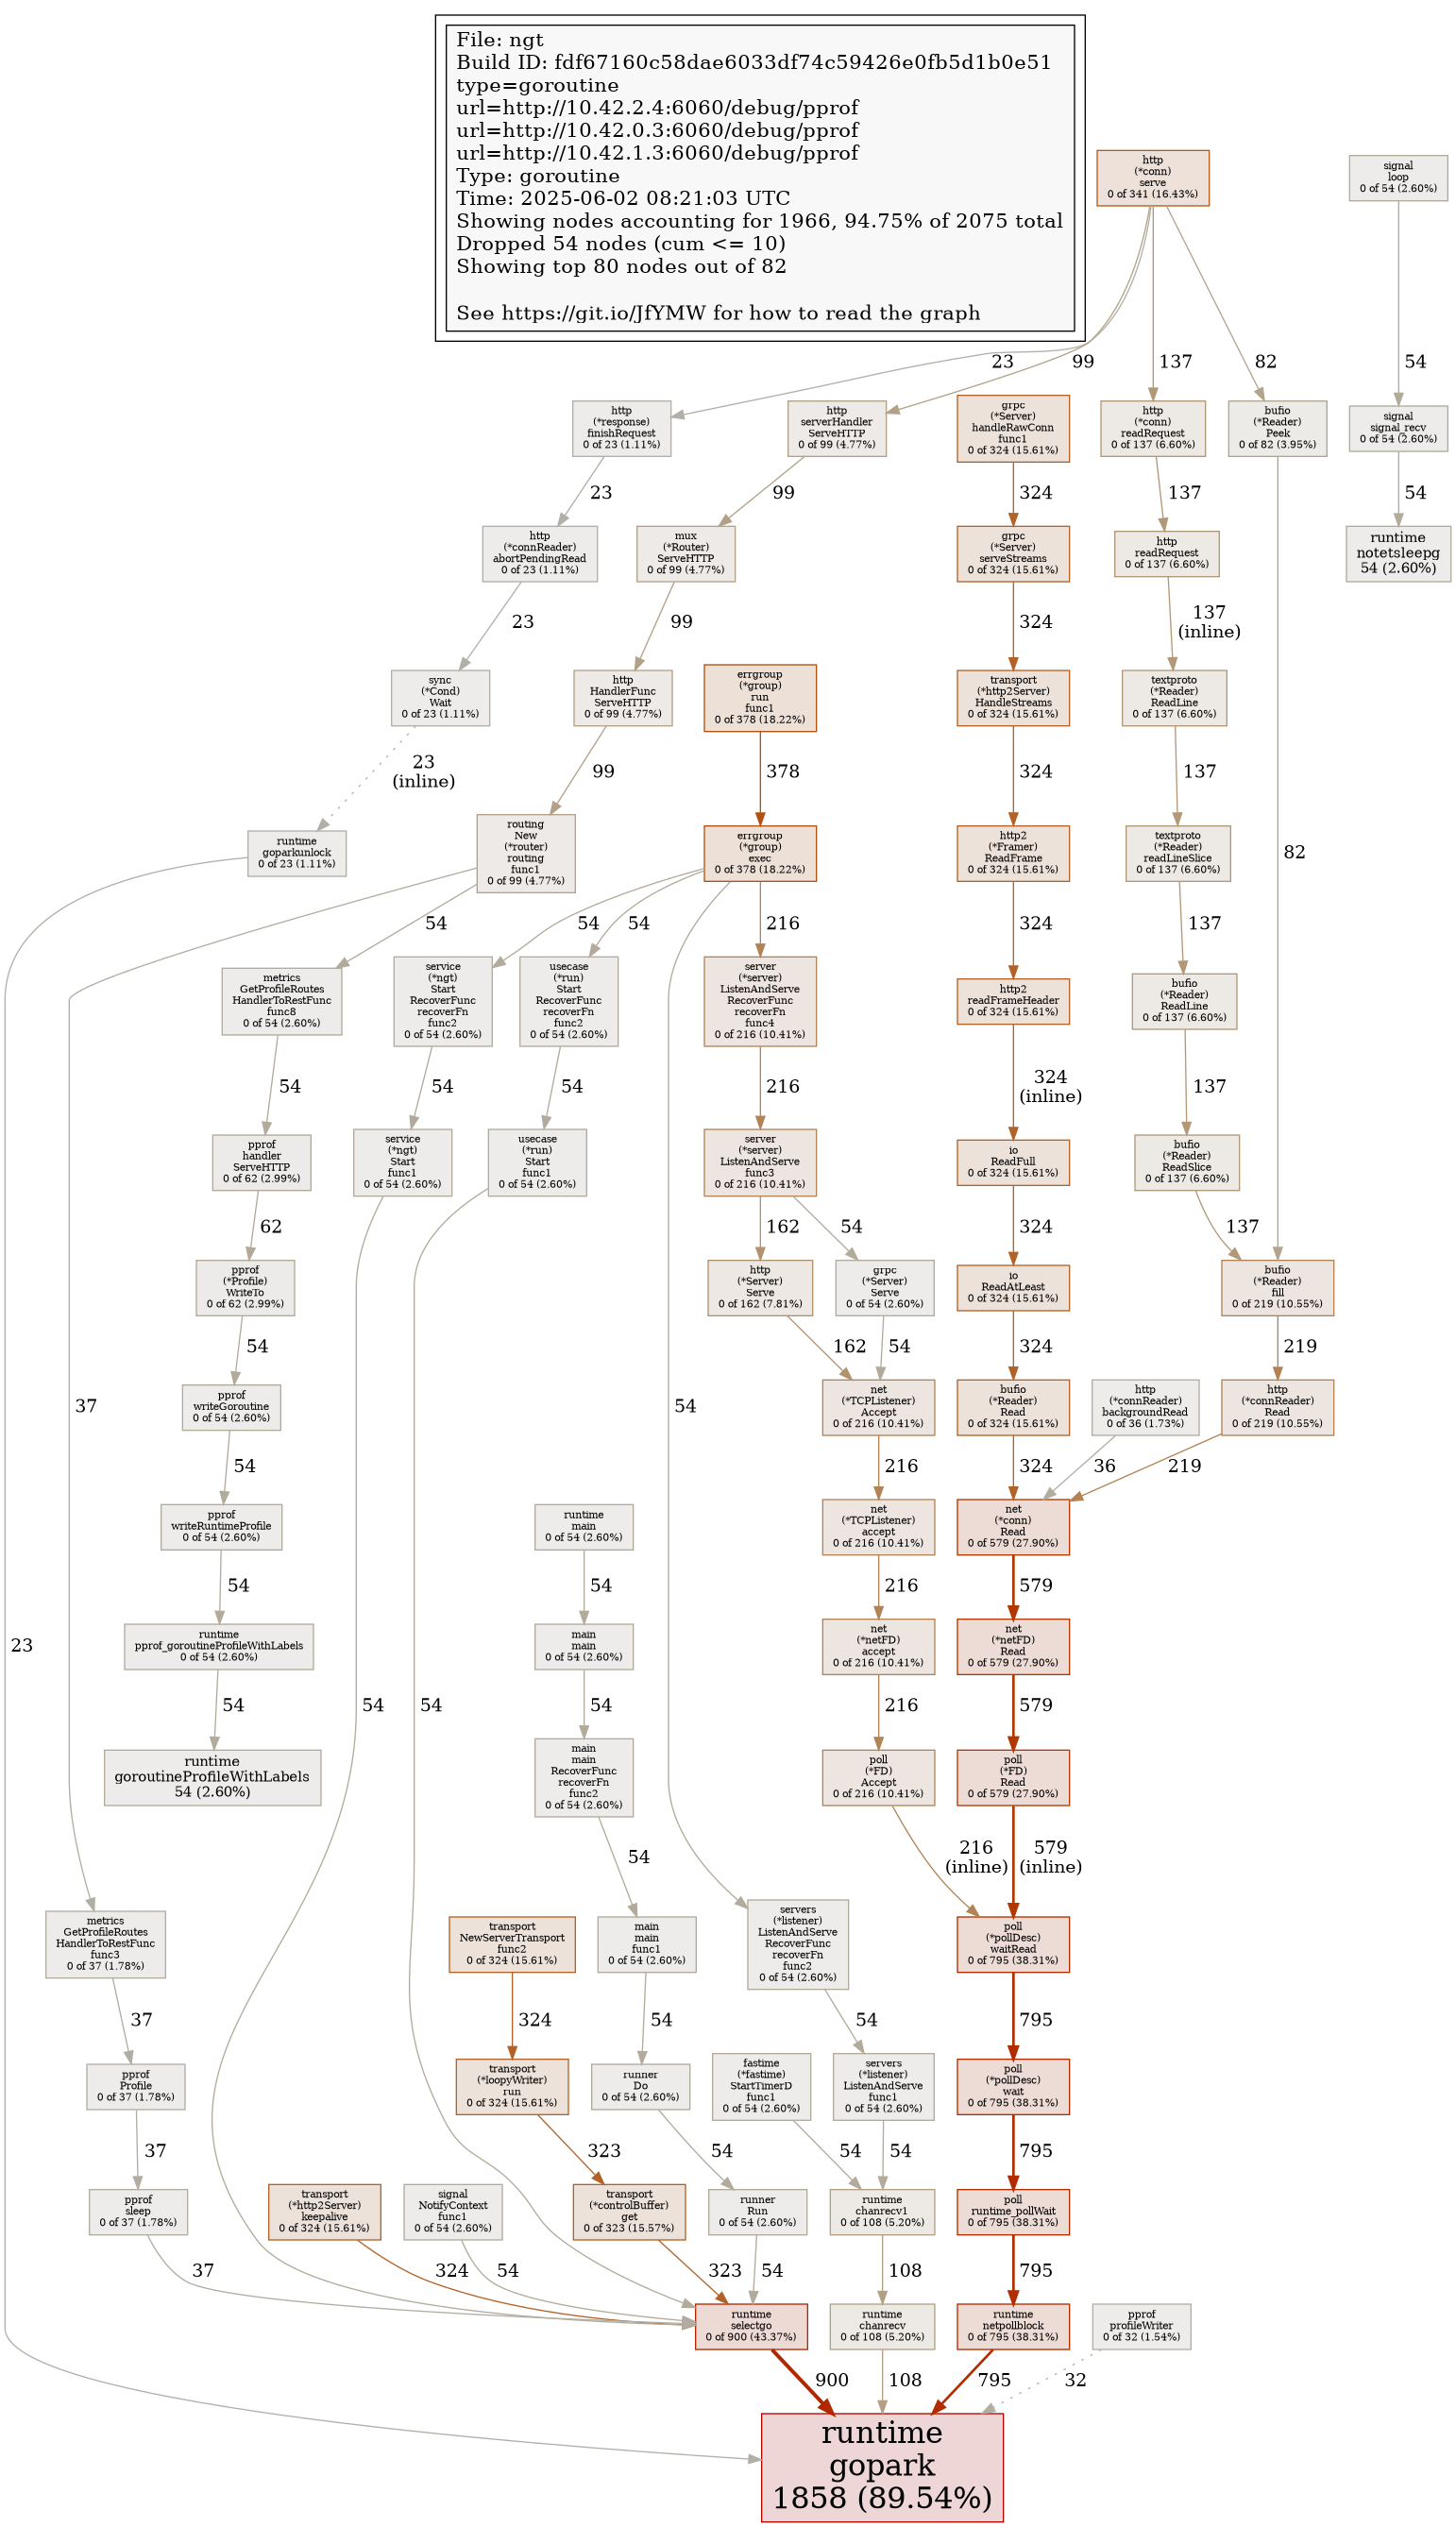 File: ngt
Build ID: fdf67160c58dae6033df74c59426e0fb5d1b0e51
type=goroutine
url=http://10.42.2.4:6060/debug/pprof
url=http://10.42.0.3:6060/debug/pprof
url=http://10.42.1.3:6060/debug/pprof
Type: goroutine
Time: 2025-06-02 08:21:03 UTC
Showing nodes accounting for 1966, 94.75% of 2075 total
Dropped 54 nodes (cum <= 10)
Showing top 80 nodes out of 82
See https://git.io/JfYMW for how to read the graph
http
(*conn)
serve
0 of 341 (16.43%)
signal
loop
0 of 54 (2.60%)
23
99
137
82
54
http
(*response)
finishRequest
0 of 23 (1.11%)
http
serverHandler
ServeHTTP
0 of 99 (4.77%)
grpc
(*Server)
handleRawConn
func1
0 of 324 (15.61%)
http
(*conn)
readRequest
0 of 137 (6.60%)
bufio
(*Reader)
Peek
0 of 82 (3.95%)
signal
signal_recv
0 of 54 (2.60%)
23
99
324
137
54
http
(*connReader)
abortPendingRead
0 of 23 (1.11%)
mux
(*Router)
ServeHTTP
0 of 99 (4.77%)
grpc
(*Server)
serveStreams
0 of 324 (15.61%)
http
readRequest
0 of 137 (6.60%)
runtime
notetsleepg
54 (2.60%)
23
99
324
137
(inline)
sync
(*Cond)
Wait
0 of 23 (1.11%)
http
HandlerFunc
ServeHTTP
0 of 99 (4.77%)
errgroup
(*group)
run
func1
0 of 378 (18.22%)
transport
(*http2Server)
HandleStreams
0 of 324 (15.61%)
textproto
(*Reader)
ReadLine
0 of 137 (6.60%)
23
(inline)
99
378
324
137
runtime
goparkunlock
0 of 23 (1.11%)
routing
New
(*router)
routing
func1
0 of 99 (4.77%)
errgroup
(*group)
exec
0 of 378 (18.22%)
http2
(*Framer)
ReadFrame
0 of 324 (15.61%)
textproto
(*Reader)
readLineSlice
0 of 137 (6.60%)
82
54
54
54
216
324
137
metrics
GetProfileRoutes
HandlerToRestFunc
func8
0 of 54 (2.60%)
service
(*ngt)
Start
RecoverFunc
recoverFn
func2
0 of 54 (2.60%)
usecase
(*run)
Start
RecoverFunc
recoverFn
func2
0 of 54 (2.60%)
server
(*server)
ListenAndServe
RecoverFunc
recoverFn
func4
0 of 216 (10.41%)
http2
readFrameHeader
0 of 324 (15.61%)
bufio
(*Reader)
ReadLine
0 of 137 (6.60%)
54
54
54
216
324
(inline)
137
pprof
handler
ServeHTTP
0 of 62 (2.99%)
service
(*ngt)
Start
func1
0 of 54 (2.60%)
usecase
(*run)
Start
func1
0 of 54 (2.60%)
server
(*server)
ListenAndServe
func3
0 of 216 (10.41%)
io
ReadFull
0 of 324 (15.61%)
bufio
(*Reader)
ReadSlice
0 of 137 (6.60%)
62
162
54
324
137
pprof
(*Profile)
WriteTo
0 of 62 (2.99%)
http
(*Server)
Serve
0 of 162 (7.81%)
grpc
(*Server)
Serve
0 of 54 (2.60%)
io
ReadAtLeast
0 of 324 (15.61%)
bufio
(*Reader)
fill
0 of 219 (10.55%)
54
162
54
324
219
37
54
pprof
writeGoroutine
0 of 54 (2.60%)
net
(*TCPListener)
Accept
0 of 216 (10.41%)
bufio
(*Reader)
Read
0 of 324 (15.61%)
http
(*connReader)
backgroundRead
0 of 36 (1.73%)
http
(*connReader)
Read
0 of 219 (10.55%)
54
216
324
36
219
pprof
writeRuntimeProfile
0 of 54 (2.60%)
runtime
main
0 of 54 (2.60%)
net
(*TCPListener)
accept
0 of 216 (10.41%)
net
(*conn)
Read
0 of 579 (27.90%)
54
54
216
579
23
runtime
pprof_goroutineProfileWithLabels
0 of 54 (2.60%)
main
main
0 of 54 (2.60%)
net
(*netFD)
accept
0 of 216 (10.41%)
net
(*netFD)
Read
0 of 579 (27.90%)
54
54
54
54
216
579
runtime
goroutineProfileWithLabels
54 (2.60%)
main
main
RecoverFunc
recoverFn
func2
0 of 54 (2.60%)
poll
(*FD)
Accept
0 of 216 (10.41%)
poll
(*FD)
Read
0 of 579 (27.90%)
54
216
(inline)
579
(inline)
metrics
GetProfileRoutes
HandlerToRestFunc
func3
0 of 37 (1.78%)
transport
NewServerTransport
func2
0 of 324 (15.61%)
main
main
func1
0 of 54 (2.60%)
servers
(*listener)
ListenAndServe
RecoverFunc
recoverFn
func2
0 of 54 (2.60%)
poll
(*pollDesc)
waitRead
0 of 795 (38.31%)
37
324
54
54
795
pprof
Profile
0 of 37 (1.78%)
transport
(*loopyWriter)
run
0 of 324 (15.61%)
runner
Do
0 of 54 (2.60%)
fastime
(*fastime)
StartTimerD
func1
0 of 54 (2.60%)
servers
(*listener)
ListenAndServe
func1
0 of 54 (2.60%)
poll
(*pollDesc)
wait
0 of 795 (38.31%)
37
323
54
54
54
795
pprof
sleep
0 of 37 (1.78%)
transport
(*http2Server)
keepalive
0 of 324 (15.61%)
signal
NotifyContext
func1
0 of 54 (2.60%)
transport
(*controlBuffer)
get
0 of 323 (15.57%)
runner
Run
0 of 54 (2.60%)
runtime
chanrecv1
0 of 108 (5.20%)
poll
runtime_pollWait
0 of 795 (38.31%)
37
324
54
323
54
108
795
runtime
selectgo
0 of 900 (43.37%)
runtime
chanrecv
0 of 108 (5.20%)
runtime
netpollblock
0 of 795 (38.31%)
pprof
profileWriter
0 of 32 (1.54%)
900
108
795
32
runtime
gopark
1858 (89.54%)